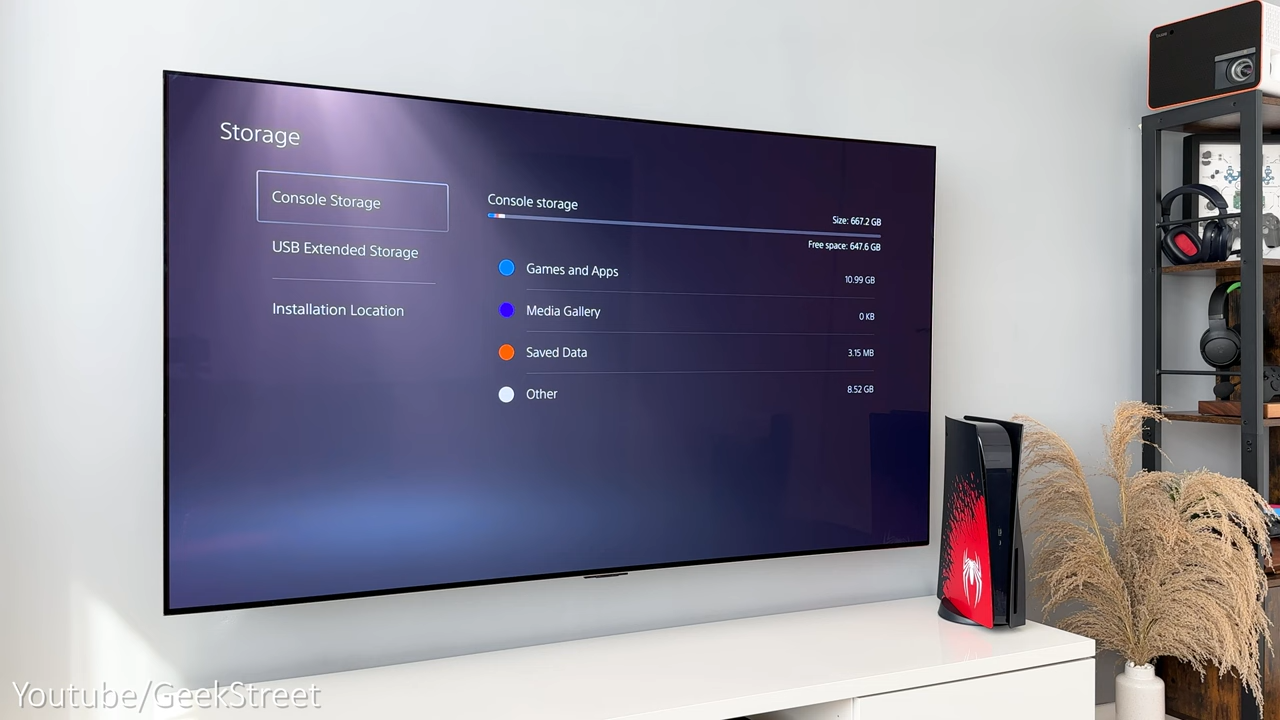 Storage
Console Storage
USB Extended Storage
Installation Location
Console storage
Size: 667.2 GB
Free space: 647.6 GB
Games and Apps
10.99 GB
Media Gallery
0 KB
Saved Data
3.15 MB
Other
8.52 GB
Youtube/GeekStreet